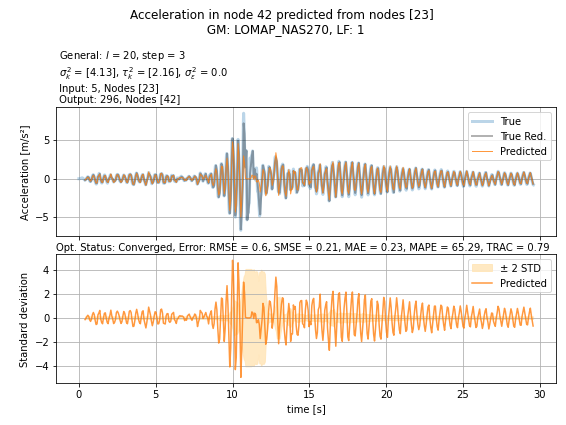 Acceleration in node 42 predicted from nodes [23]
GM: LOMAP_NAS270, LF: 1
General: l = 20, step = 3
σ²ₖ = [4.13], τ²ₖ = [2.16], σ²ₑ = 0.0
Input: 5, Nodes [23]
Output: 296, Nodes [42]
Acceleration [m/s²]
5
0
−5
True
True Red.
Predicted
Opt. Status: Converged, Error: RMSE = 0.6, SMSE = 0.21, MAE = 0.23, MAPE = 65.29, TRAC = 0.79
Standard deviation
4
2
0
−2
−4
± 2 STD
Predicted
0 5 10 15 20 25 30
time [s]